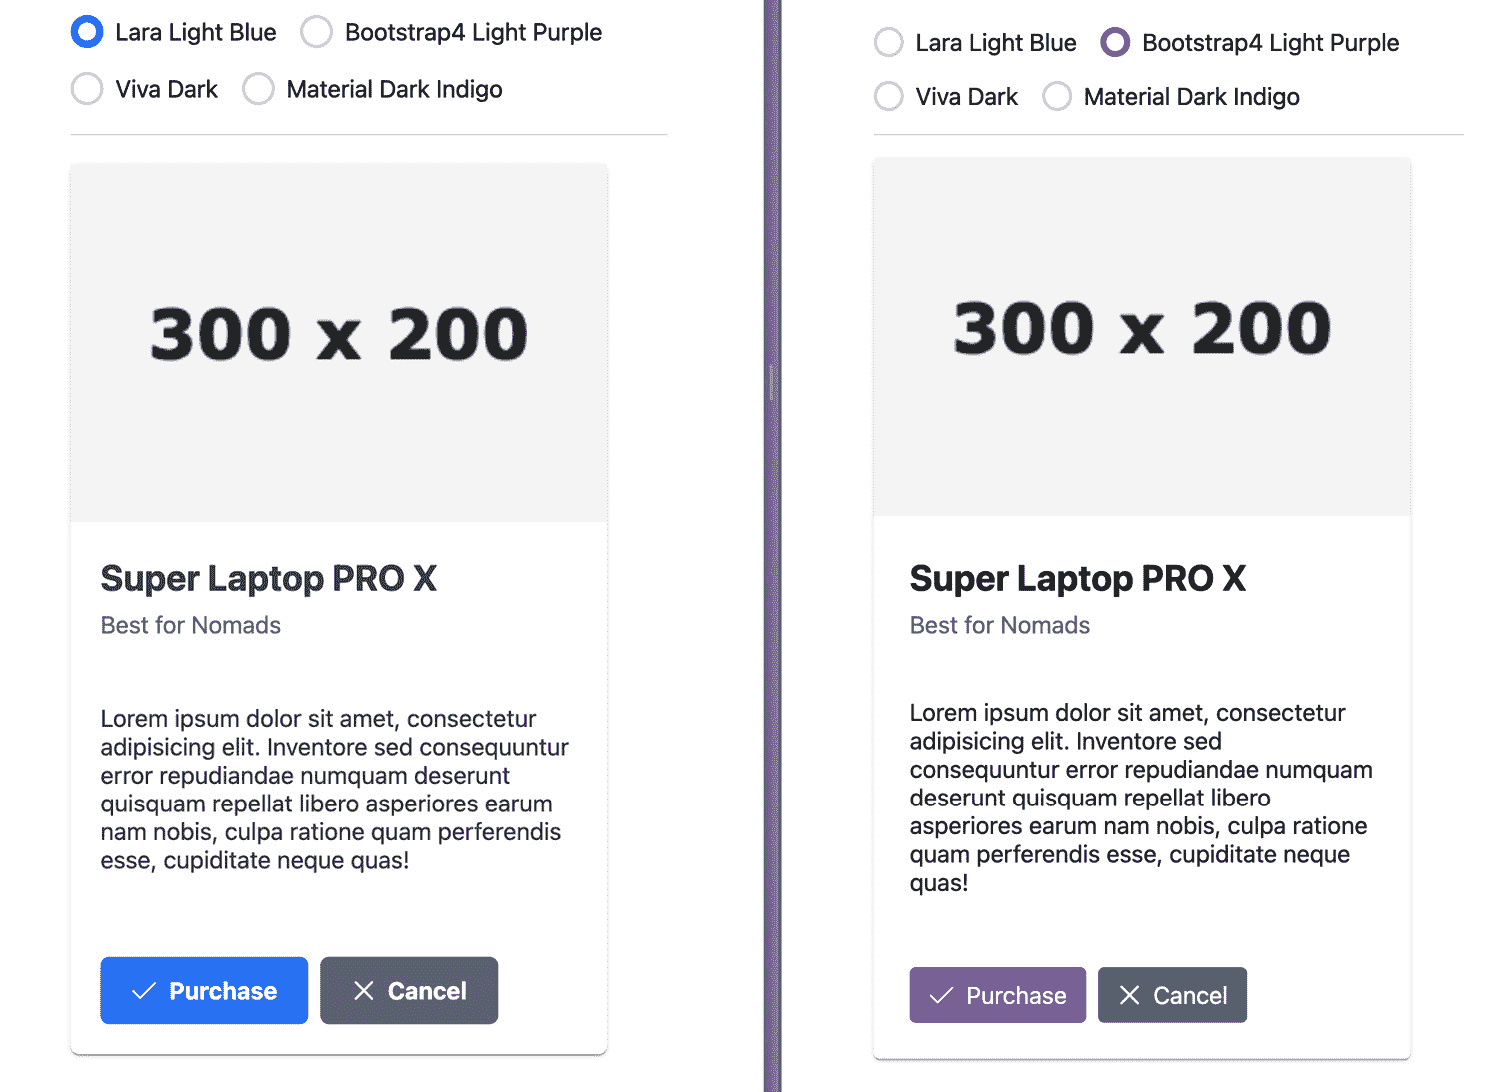 Lara Light Blue Bootstrap4 Light Purple
Viva Dark Material Dark Indigo
300 x 200
Super Laptop PRO X
Best for Nomads
Lorem ipsum dolor sit amet, consectetur
adipisicing elit. Inventore sed consequuntur
error repudiandae numquam deserunt
quisquam repellat libero asperiores earum
nam nobis, culpa ratione quam perferendis
esse, cupiditate neque quas!
Purchase Cancel
Lara Light Blue Bootstrap4 Light Purple
Viva Dark Material Dark Indigo
300 x 200
Super Laptop PRO X
Best for Nomads
Lorem ipsum dolor sit amet, consectetur
adipisicing elit. Inventore sed
consequuntur error repudiandae numquam
deserunt quisquam repellat libero
asperiores earum nam nobis, culpa ratione
quam perferendis esse, cupiditate neque
quas!
Purchase Cancel